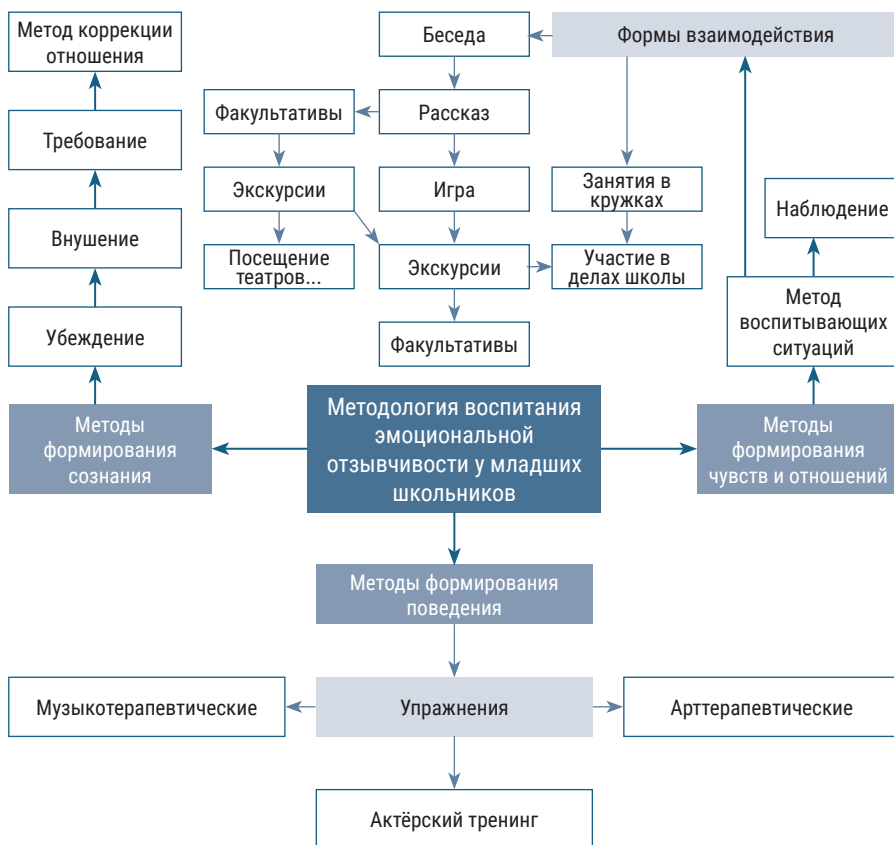 Метод коррекции
отношения
Беседа
Формы взаимодействия
Факультативы
Рассказ
Требование
Экскурсии
Игра
Занятия в
кружках
Наблюдение
Внушение
Посещение
театров...
Экскурсии
Участие в
делах школы
Метод
воспитывающих
ситуаций
Убеждение
Факультативы
Методы
формирования
сознания
Методология воспитания
эмоциональной
отзывчивости у младших
школьников
Методы
формирования
чувств и отношений
Методы формирования
поведения
Музыкотерапевтические
Упражнения
Арттерапевтические
Актёрский тренинг